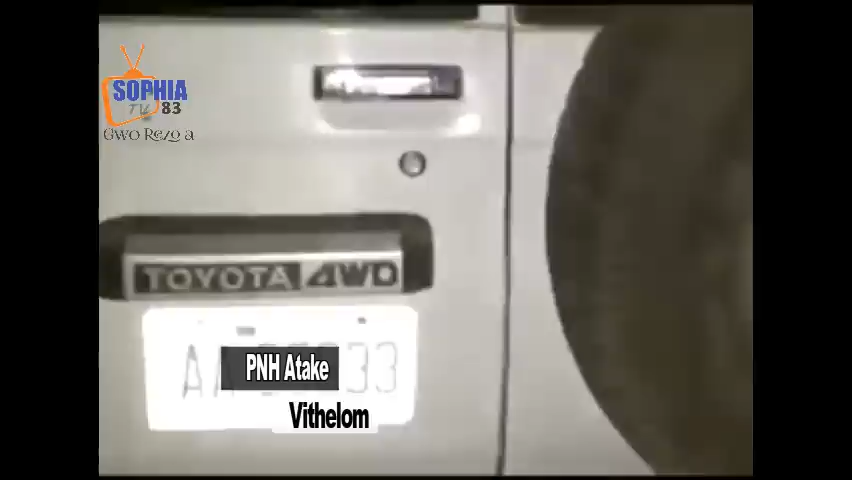 SOPHIA
TV 83
Gwo Rezo a
TOYOTA 4WD
PNH Atake
Vithelom